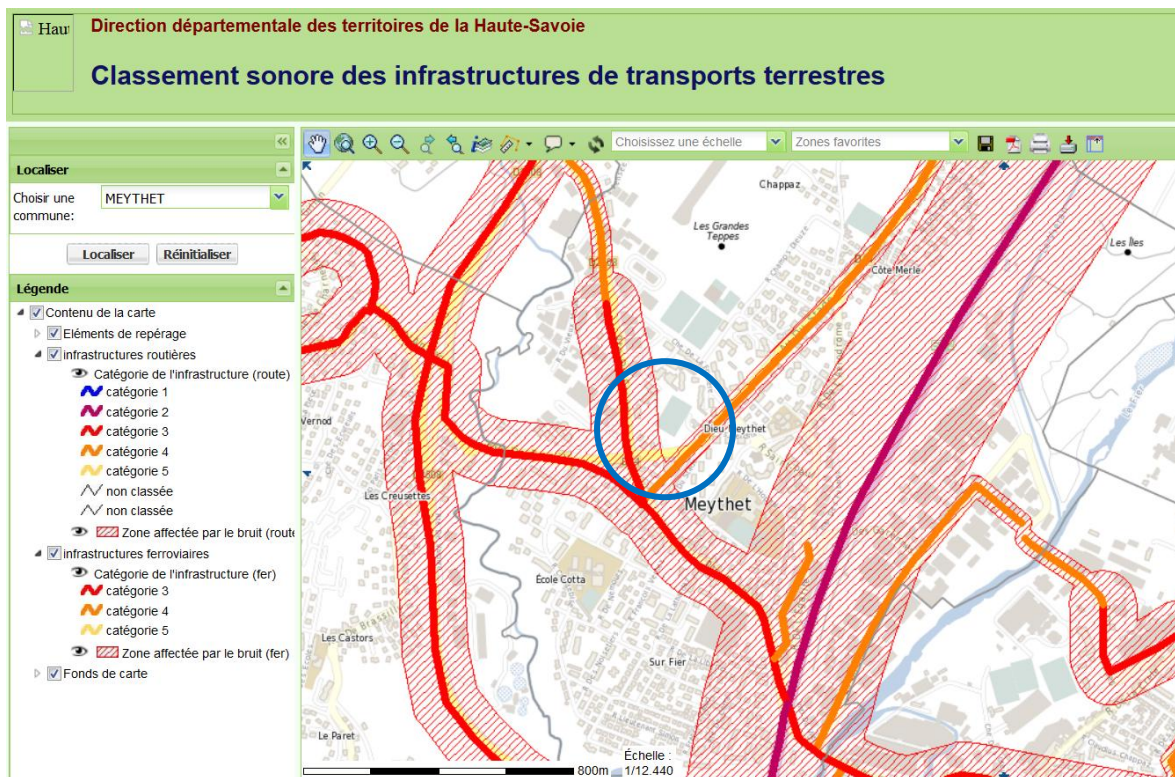 Haut
Direction départementale des territoires de la Haute-Savoie
Classement sonore des infrastructures de transports terrestres
Choisissez une échelle
Zones favorites
Localiser
Choisir une
commune:
MEYTHET
Localiser
Réinitialiser
Légende
Contenu de la carte
Eléments de repérage
infrastructures routières
Catégorie de l'infrastructure (route)
catégorie 1
catégorie 2
catégorie 3
catégorie 4
catégorie 5
non classée
non classée
Zone affectée par le bruit (route
infrastructures ferroviaires
Catégorie de l'infrastructure (fer)
catégorie 3
catégorie 4
catégorie 5
Zone affectée par le bruit (fer)
Fonds de carte
Chappaz
Les Grandes
Teppes
Les Îles
Côte Merle
Vernod
Dieu Meythet
Les Creusettes
Meythet
École Cotta
Les Castors
Sur Fier
Le Paret
800m
Échelle :
1/12.440